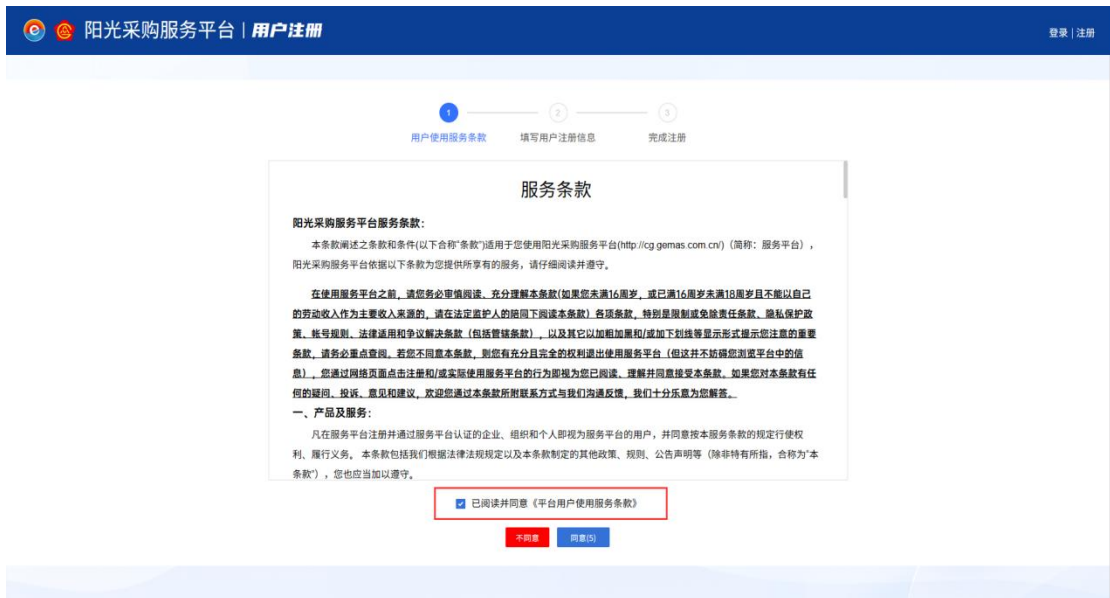 阳光采购服务平台 | 用户注册
登录 | 注册
1
2
3
用户使用服务条款
填写用户注册信息
完成注册
服务条款
阳光采购服务平台服务条款：
本条款阐述之条款和条件(以下合称“条款”)适用于您使用阳光采购服务平台(http://cg.gemas.com.cn/)（简称：服务平台），
阳光采购服务平台依据以下条款为您提供所享有的服务，请仔细阅读并遵守。
在使用服务平台之前，请您务必审慎阅读、充分理解本条款(如果您未满16周岁，或已满16周岁未满18周岁且不能以自己
的劳动收入作为主要收入来源的，请在法定监护人的陪同下阅读本条款）各项条款，特别是限制或免除责任条款、隐私保护政
策、帐号规则、法律适用和争议解决条款（包括管辖条款），以及其它以加粗加黑和/或加下划线等显示形式提示您注意的重要
条款，请务必重点查阅。若您不同意本条款，则您有充分且完全的权利退出使用服务平台（但这并不妨碍您浏览平台中的信
息），您通过网络页面点击注册和/或实际使用服务平台的行为即视为您已阅读、理解并同意接受本条款。如果您对本条款有任
何的疑问、投诉、意见和建议，欢迎您通过本条款所附联系方式与我们沟通反馈，我们十分乐意为您解答。
一、产品及服务：
凡在服务平台注册并通过服务平台认证的企业、组织和个人即视为服务平台的用户，并同意按本服务条款的规定行使权
利、履行义务。 本条款包括我们根据法律法规规定以及本条款制定的其他政策、规则、公告声明等（除非特有所指，合称为“本
条款”），您也应当加以遵守。
已阅读并同意《平台用户使用服务条款》
不同意
同意(5)